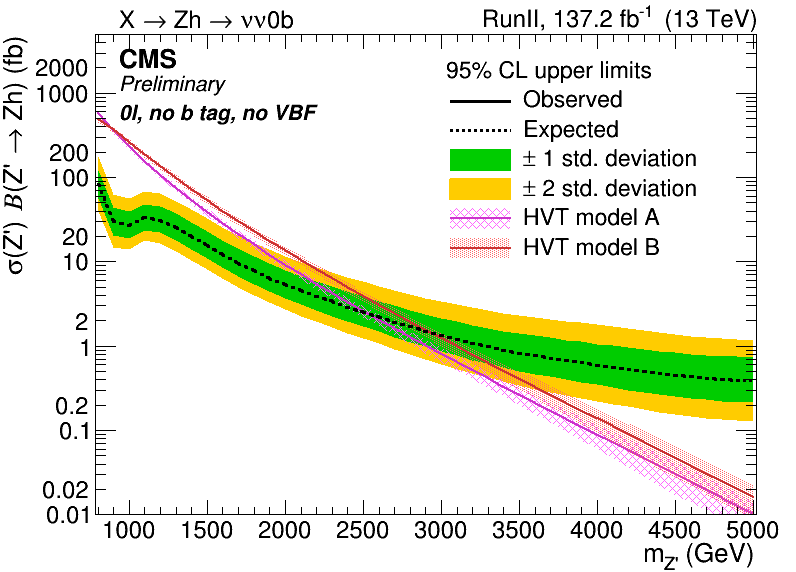 X → Zh → νν0b
RunII, 137.2 fb⁻¹ (13 TeV)
CMS
Preliminary
0l, no b tag, no VBF
95% CL upper limits
Observed
Expected
± 1 std. deviation
± 2 std. deviation
HVT model A
HVT model B
σ(Z') B(Z' → Zh) (fb)
2000
1000
200
100
20
10
2
1
0.2
0.1
0.02
0.01
1000 1500 2000 2500 3000 3500 4000 4500 5000
m_Z' (GeV)